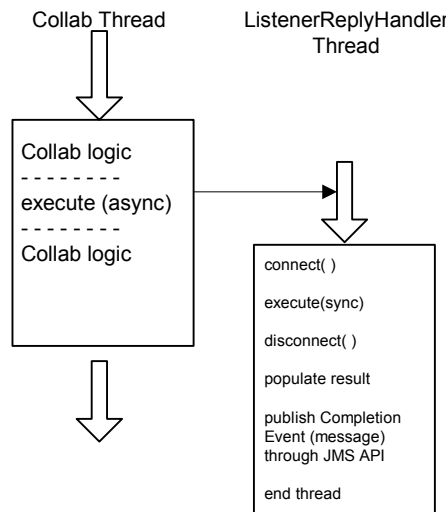 Collab Thread
ListenerReplyHandler
Thread
Collab logic
- - - - - - - -
execute (async)
- - - - - - - -
Collab logic
connect( )
execute(sync)
disconnect( )
populate result
publish Completion
Event (message)
through JMS API
end thread